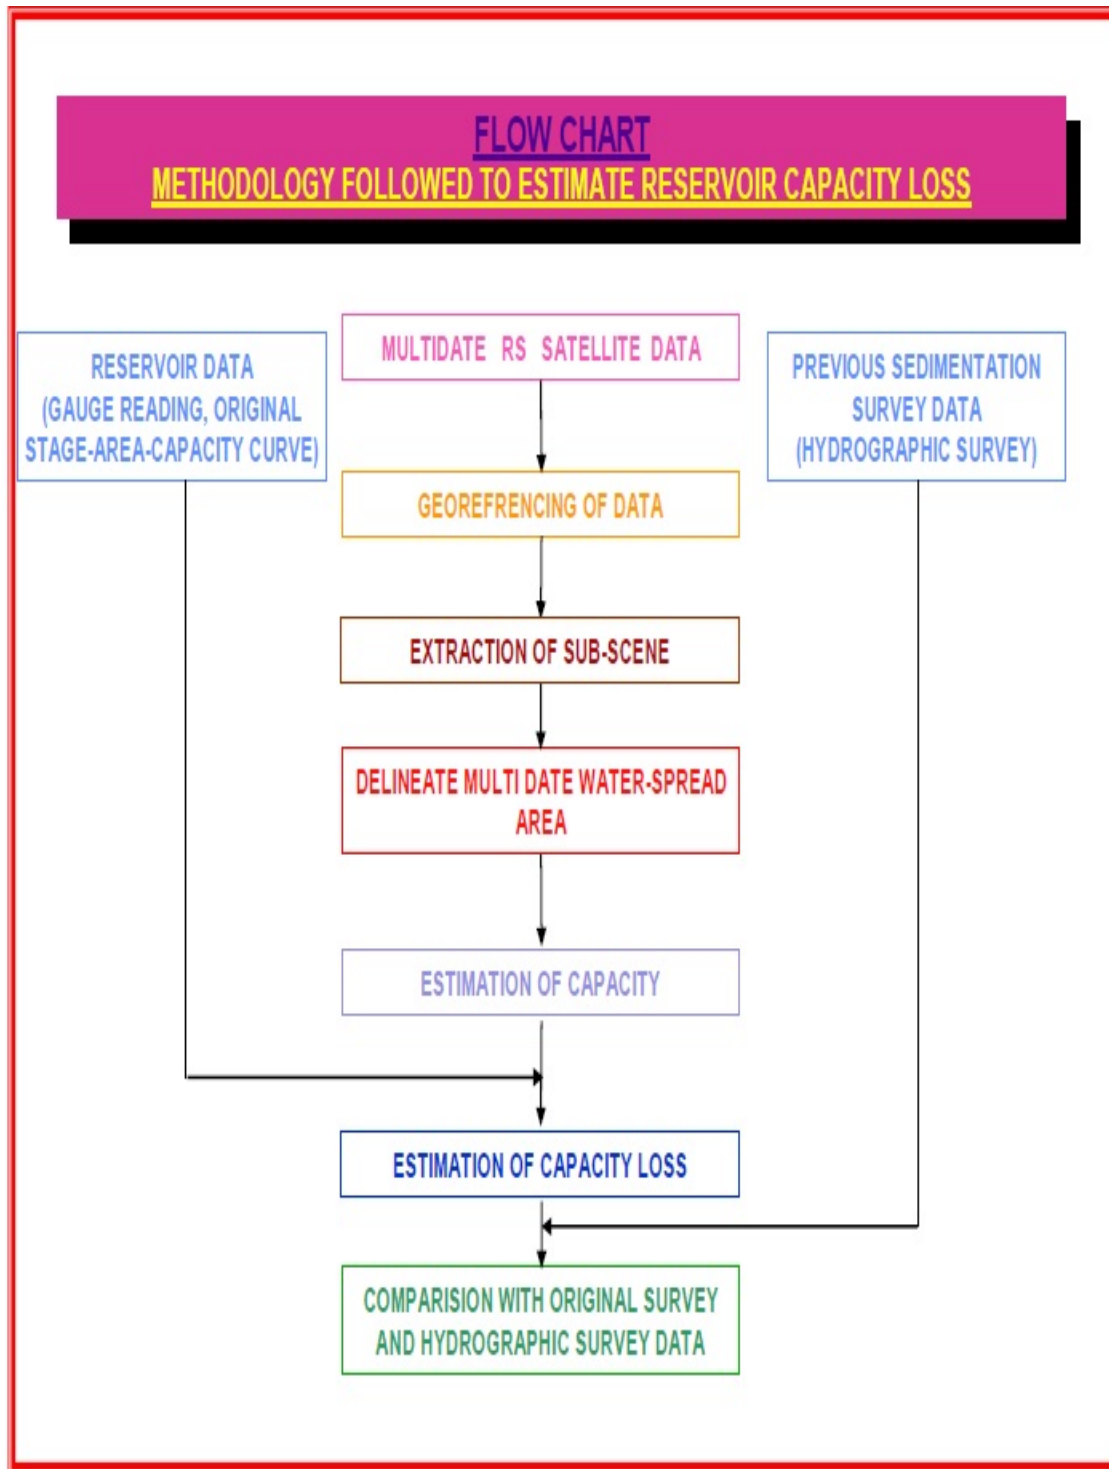 FLOW CHART
METHODOLOGY FOLLOWED TO ESTIMATE RESERVOIR CAPACITY LOSS
RESERVOIR DATA
(GAUGE READING, ORIGINAL
STAGE-AREA-CAPACITY CURVE)
MULTIDATE RS SATELLITE DATA
PREVIOUS SEDIMENTATION
SURVEY DATA
(HYDROGRAPHIC SURVEY)
GEOREFRENCING OF DATA
EXTRACTION OF SUB-SCENE
DELINEATE MULTI DATE WATER-SPREAD
AREA
ESTIMATION OF CAPACITY
ESTIMATION OF CAPACITY LOSS
COMPARISION WITH ORIGINAL SURVEY
AND HYDROGRAPHIC SURVEY DATA